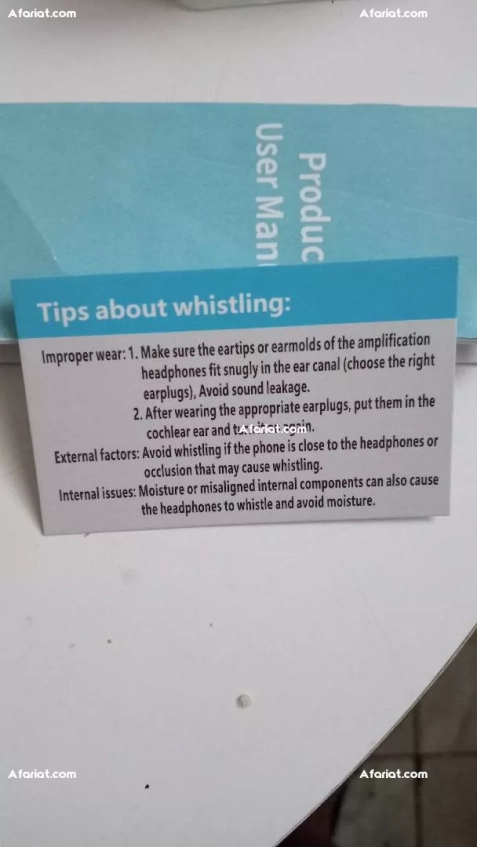 Afariat.com
Afariat.com
Produc
User Man
Tips about whistling:
Improper wear: 1. Make sure the eartips or earmolds of the amplification
headphones fit snugly in the ear canal (choose the right
earplugs), Avoid sound leakage.
2. After wearing the appropriate earplugs, put them in the
cochlear ear and
Afariat.com
External factors: Avoid whistling if the phone is close to the headphones or
occlusion that may cause whistling.
Internal issues: Moisture or misaligned internal components can also cause
the headphones to whistle and avoid moisture.
Afariat.com
Afariat.com